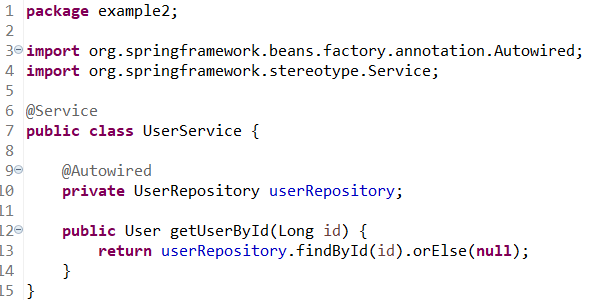 1 package example2;
2
3 import org.springframework.beans.factory.annotation.Autowired;
4 import org.springframework.stereotype.Service;
5
6 @Service
7 public class UserService {
8
9     @Autowired
10     private UserRepository userRepository;
11
12     public User getUserById(Long id) {
13         return userRepository.findById(id).orElse(null);
14     }
15 }